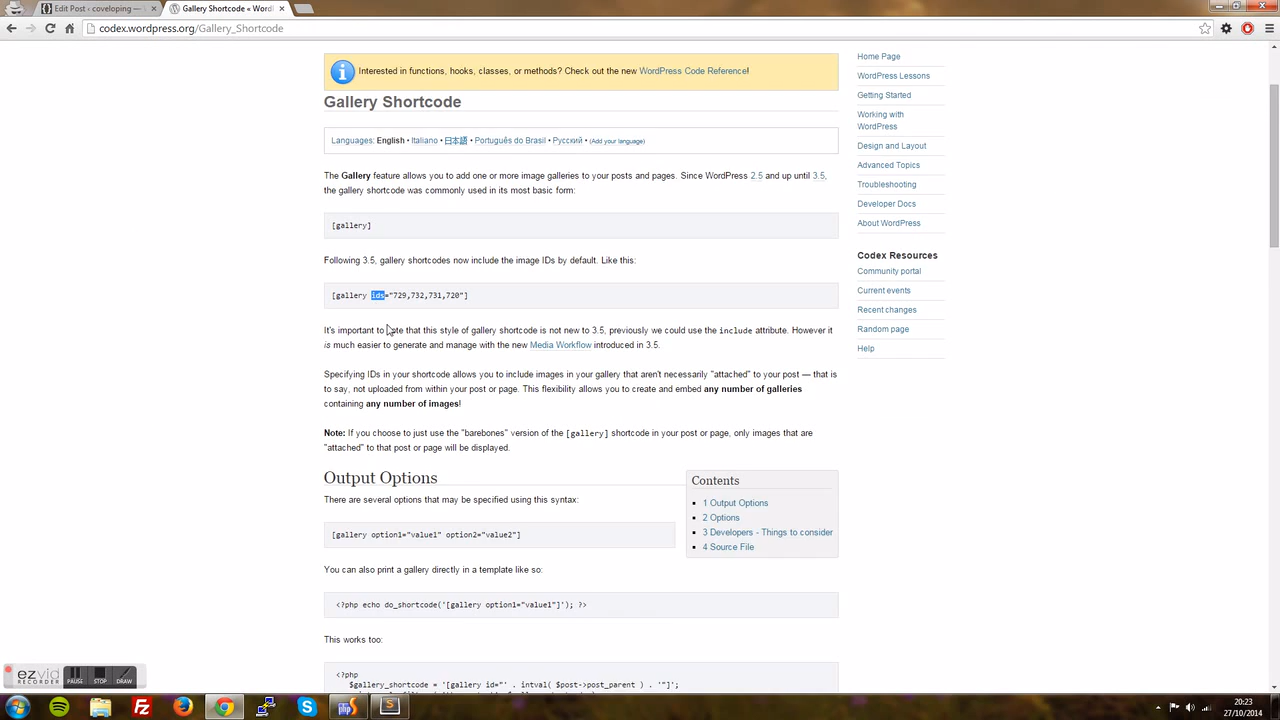 Edit Post ‹ coveloping —
Gallery Shortcode « Word
codex.wordpress.org/Gallery_Shortcode
Interested in functions, hooks, classes, or methods? Check out the new WordPress Code Reference!
Gallery Shortcode
Languages: English • Italiano • 日本語 • Português do Brasil • Русский • (Add your language)
The Gallery feature allows you to add one or more image galleries to your posts and pages. Since WordPress 2.5 and up until 3.5,
the gallery shortcode was commonly used in its most basic form:
[gallery]
Following 3.5, gallery shortcodes now include the image IDs by default. Like this:
[gallery ids="729,732,731,720"]
It's important to note that this style of gallery shortcode is not new to 3.5, previously we could use the include attribute. However it
is much easier to generate and manage with the new Media Workflow introduced in 3.5.
Specifying IDs in your shortcode allows you to include images in your gallery that aren't necessarily "attached" to your post — that is
to say, not uploaded from within your post or page. This flexibility allows you to create and embed any number of galleries
containing any number of images!
Note: If you choose to just use the "barebones" version of the [gallery] shortcode in your post or page, only images that are
"attached" to that post or page will be displayed.
Output Options
There are several options that may be specified using this syntax:
[gallery option1="value1" option2="value2"]
You can also print a gallery directly in a template like so:
<?php echo do_shortcode('[gallery option1="value1"]'); ?>
This works too:
<?php
$gallery_shortcode = '[gallery id="' . intval( $post->post_parent ) . '"]';
Contents
1 Output Options
2 Options
3 Developers - Things to consider
4 Source File
Home Page
WordPress Lessons
Getting Started
Working with
WordPress
Design and Layout
Advanced Topics
Troubleshooting
Developer Docs
About WordPress
Codex Resources
Community portal
Current events
Recent changes
Random page
Help
ezvid
RECORDER
PAUSE STOP DRAW
20:23
27/10/2014